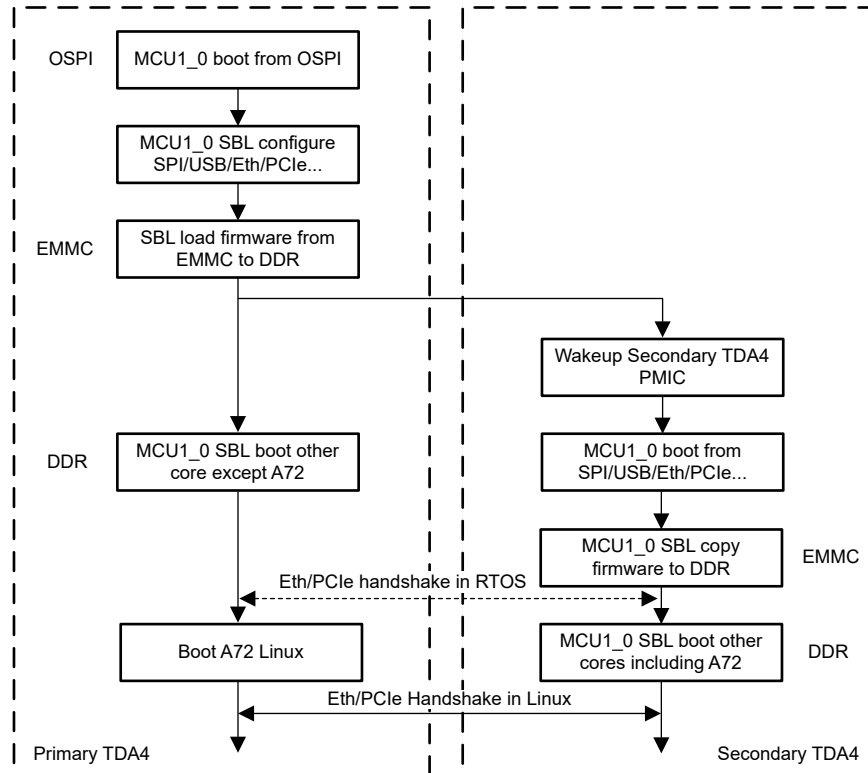 OSPI
MCU1_0 boot from OSPI
MCU1_0 SBL configure
SPI/USB/Eth/PCIe...
EMMC
SBL load firmware from
EMMC to DDR
Wakeup Secondary TDA4
PMIC
DDR
MCU1_0 SBL boot other
core except A72
MCU1_0 boot from
SPI/USB/Eth/PCIe...
MCU1_0 SBL copy
firmware to DDR
EMMC
Eth/PCIe handshake in RTOS
Boot A72 Linux
MCU1_0 SBL boot other
cores including A72
DDR
Eth/PCIe Handshake in Linux
Primary TDA4
Secondary TDA4